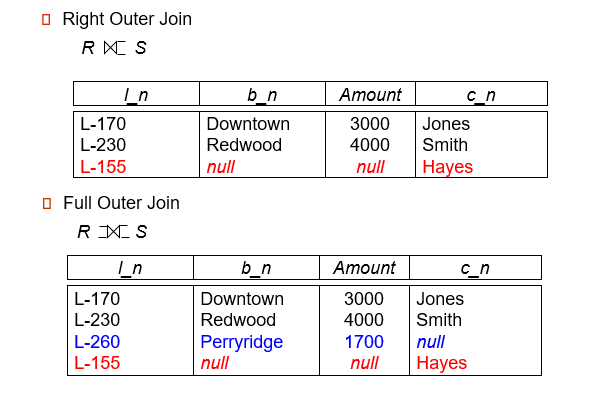 Right Outer Join
R ⟖ S
l_n b_n Amount c_n
L-170 Downtown 3000 Jones
L-230 Redwood 4000 Smith
L-155 null null Hayes
Full Outer Join
R ⟗ S
l_n b_n Amount c_n
L-170 Downtown 3000 Jones
L-230 Redwood 4000 Smith
L-260 Perryridge 1700 null
L-155 null null Hayes